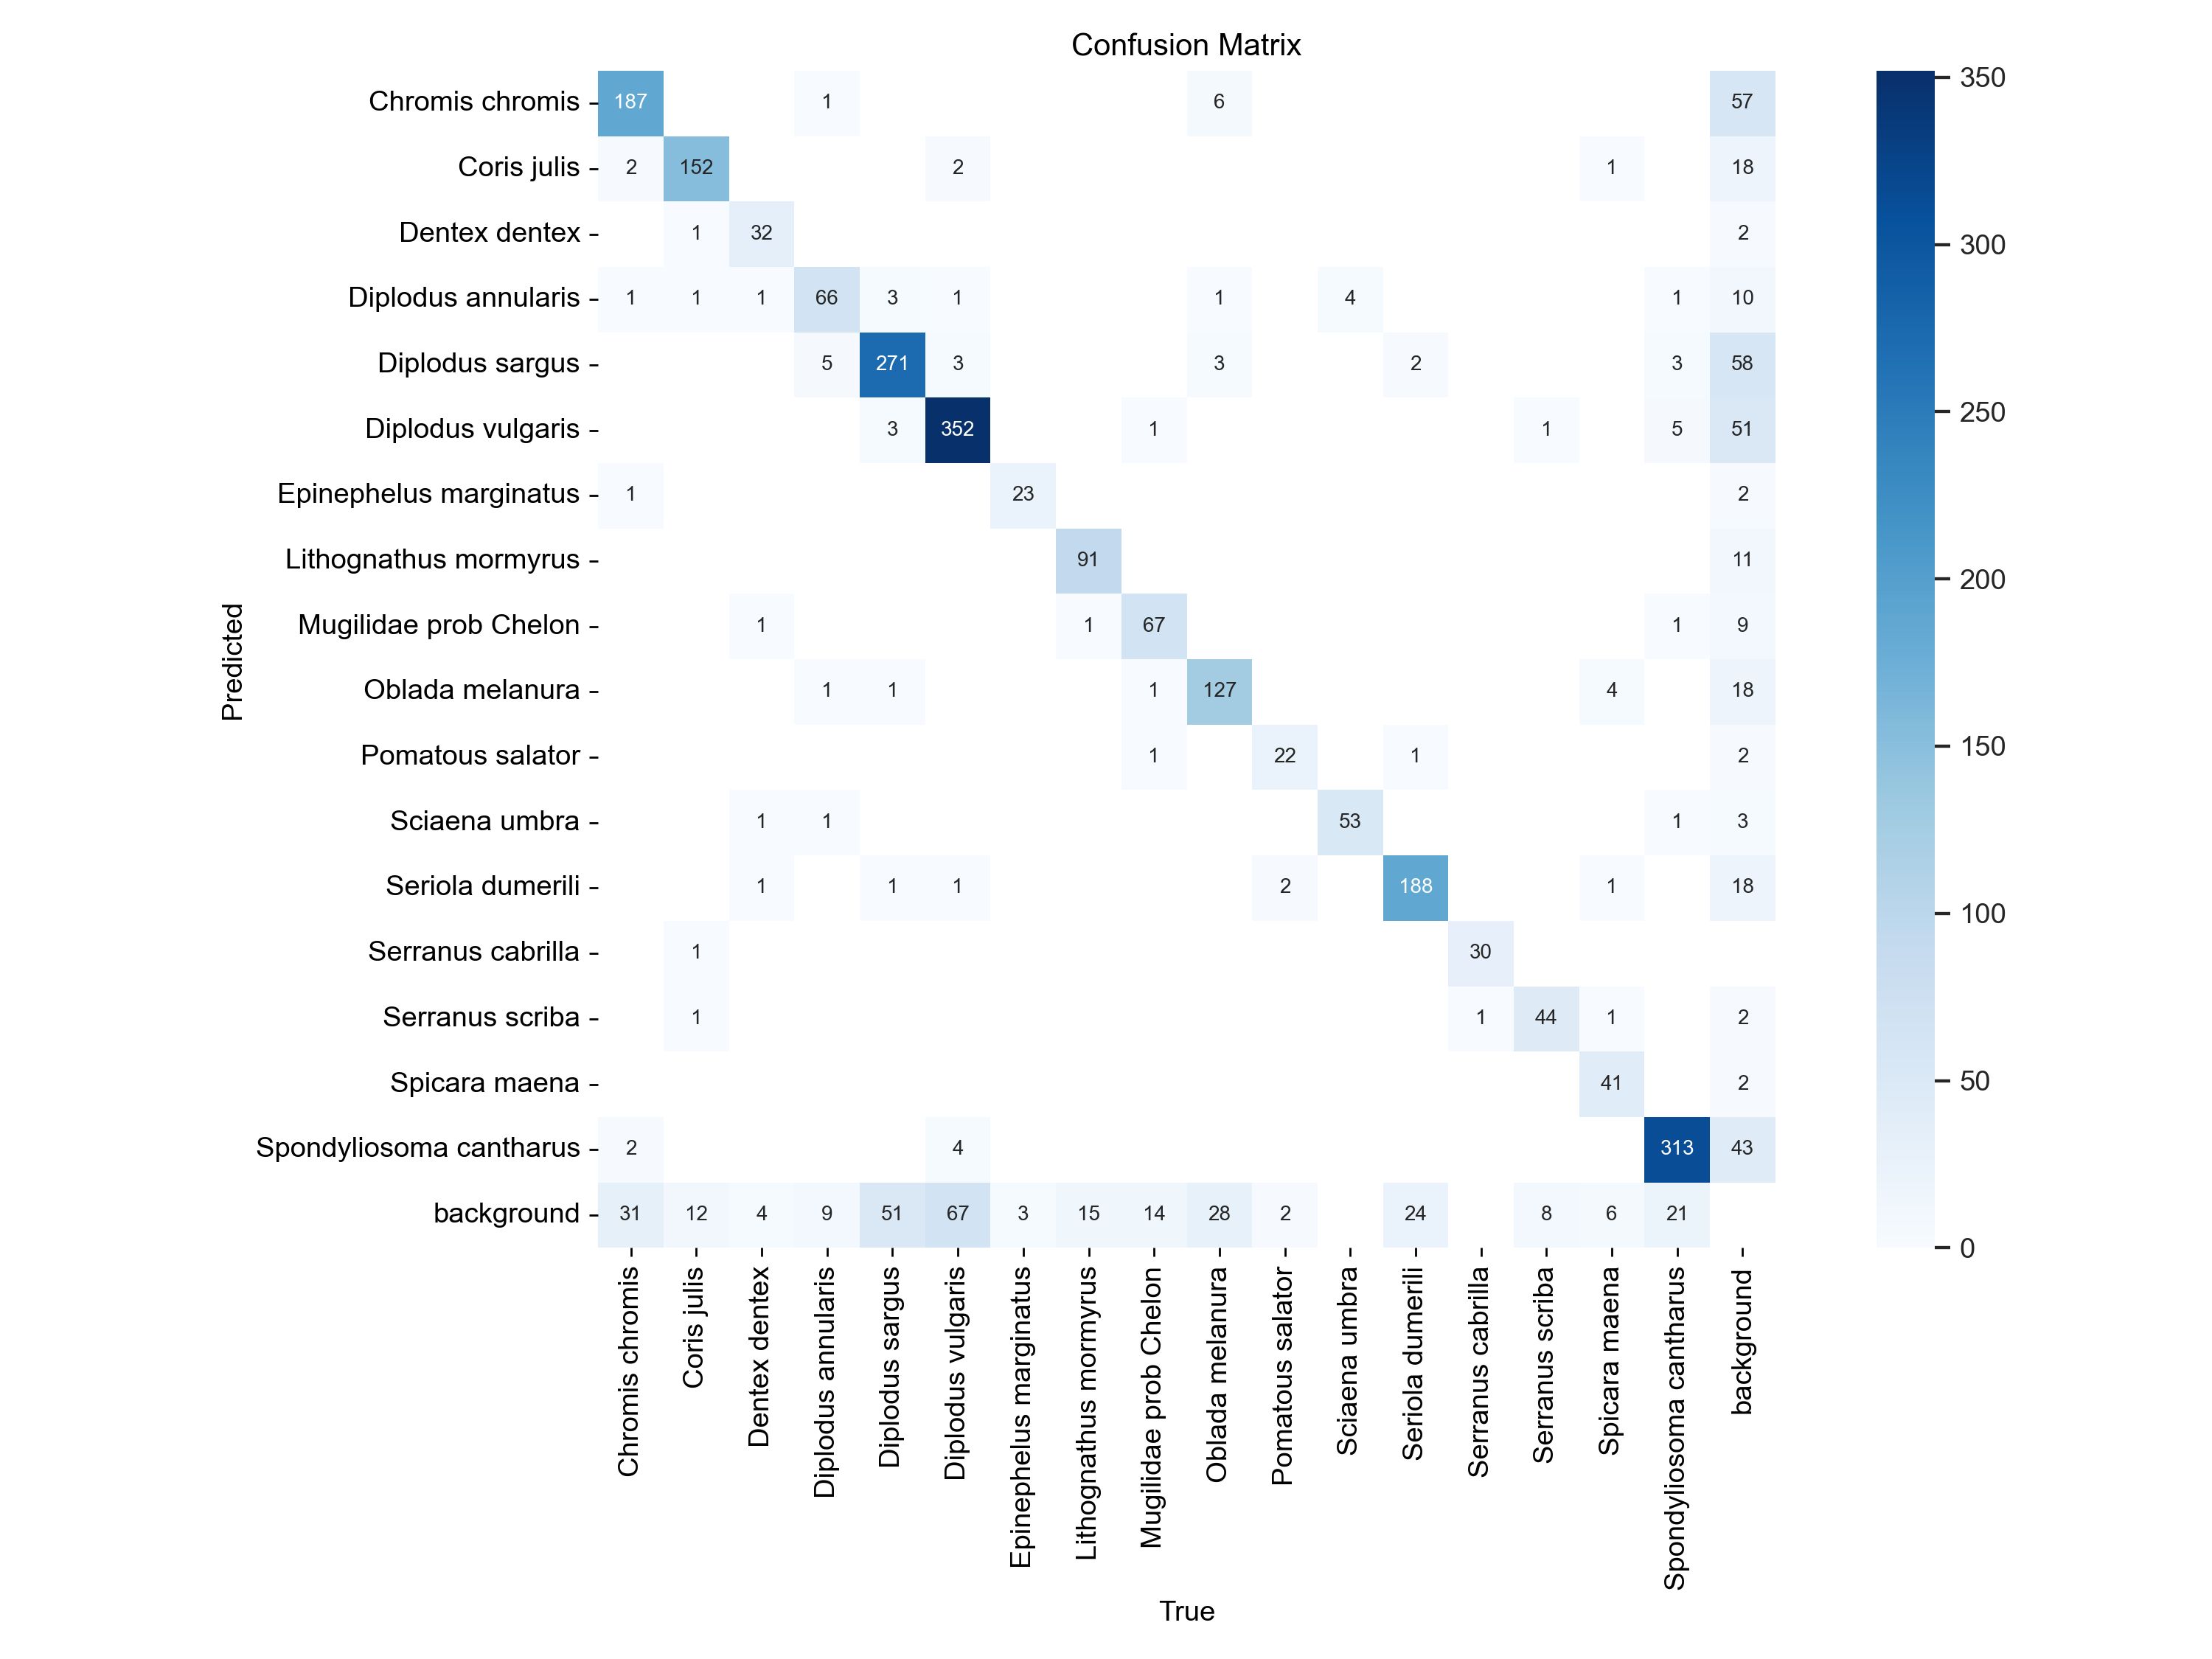 Confusion Matrix
Chromis chromis 187 1 6 57
Coris julis 2 152 2 1 18
Dentex dentex 1 32 2
Diplodus annularis 1 1 1 66 3 1 1 4 1 10
Diplodus sargus 5 271 3 3 2 3 58
Diplodus vulgaris 3 352 1 1 5 51
Epinephelus marginatus 1 23 2
Lithognathus mormyrus 91 11
Mugilidae prob Chelon 1 1 67 1 9
Oblada melanura 1 1 1 127 4 18
Pomatous salator 1 22 1 2
Sciaena umbra 1 1 53 1 3
Seriola dumerili 1 1 1 2 188 1 18
Serranus cabrilla 1 30
Serranus scriba 1 1 44 1 2
Spicara maena 41 2
Spondyliosoma cantharus 2 4 313 43
background 31 12 4 9 51 67 3 15 14 28 2 24 8 6 21
Predicted
Chromis chromis
Coris julis
Dentex dentex
Diplodus annularis
Diplodus sargus
Diplodus vulgaris
Epinephelus marginatus
Lithognathus mormyrus
Mugilidae prob Chelon
Oblada melanura
Pomatous salator
Sciaena umbra
Seriola dumerili
Serranus cabrilla
Serranus scriba
Spicara maena
Spondyliosoma cantharus
background
True
350
300
250
200
150
100
50
0